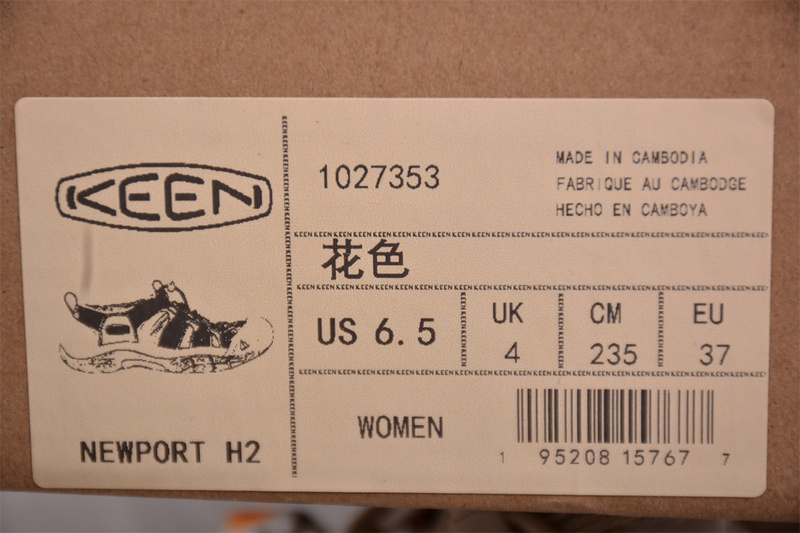 KEEN
NEWPORT H2
1027353
MADE IN CAMBODIA
FABRIQUE AU CAMBODGE
HECHO EN CAMBOYA
花色
US 6.5
UK
4
CM
235
EU
37
WOMEN
1 95208 15767 7